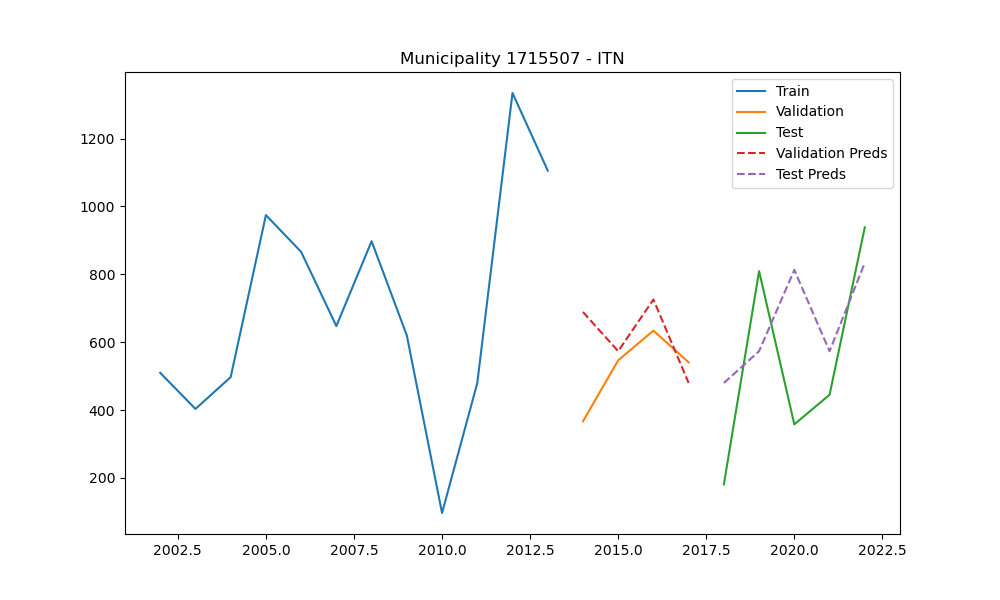 Municipality 1715507 - ITN
Train
Validation
Test
Validation Preds
Test Preds
1200
1000
800
600
400
200
2002.5 2005.0 2007.5 2010.0 2012.5 2015.0 2017.5 2020.0 2022.5